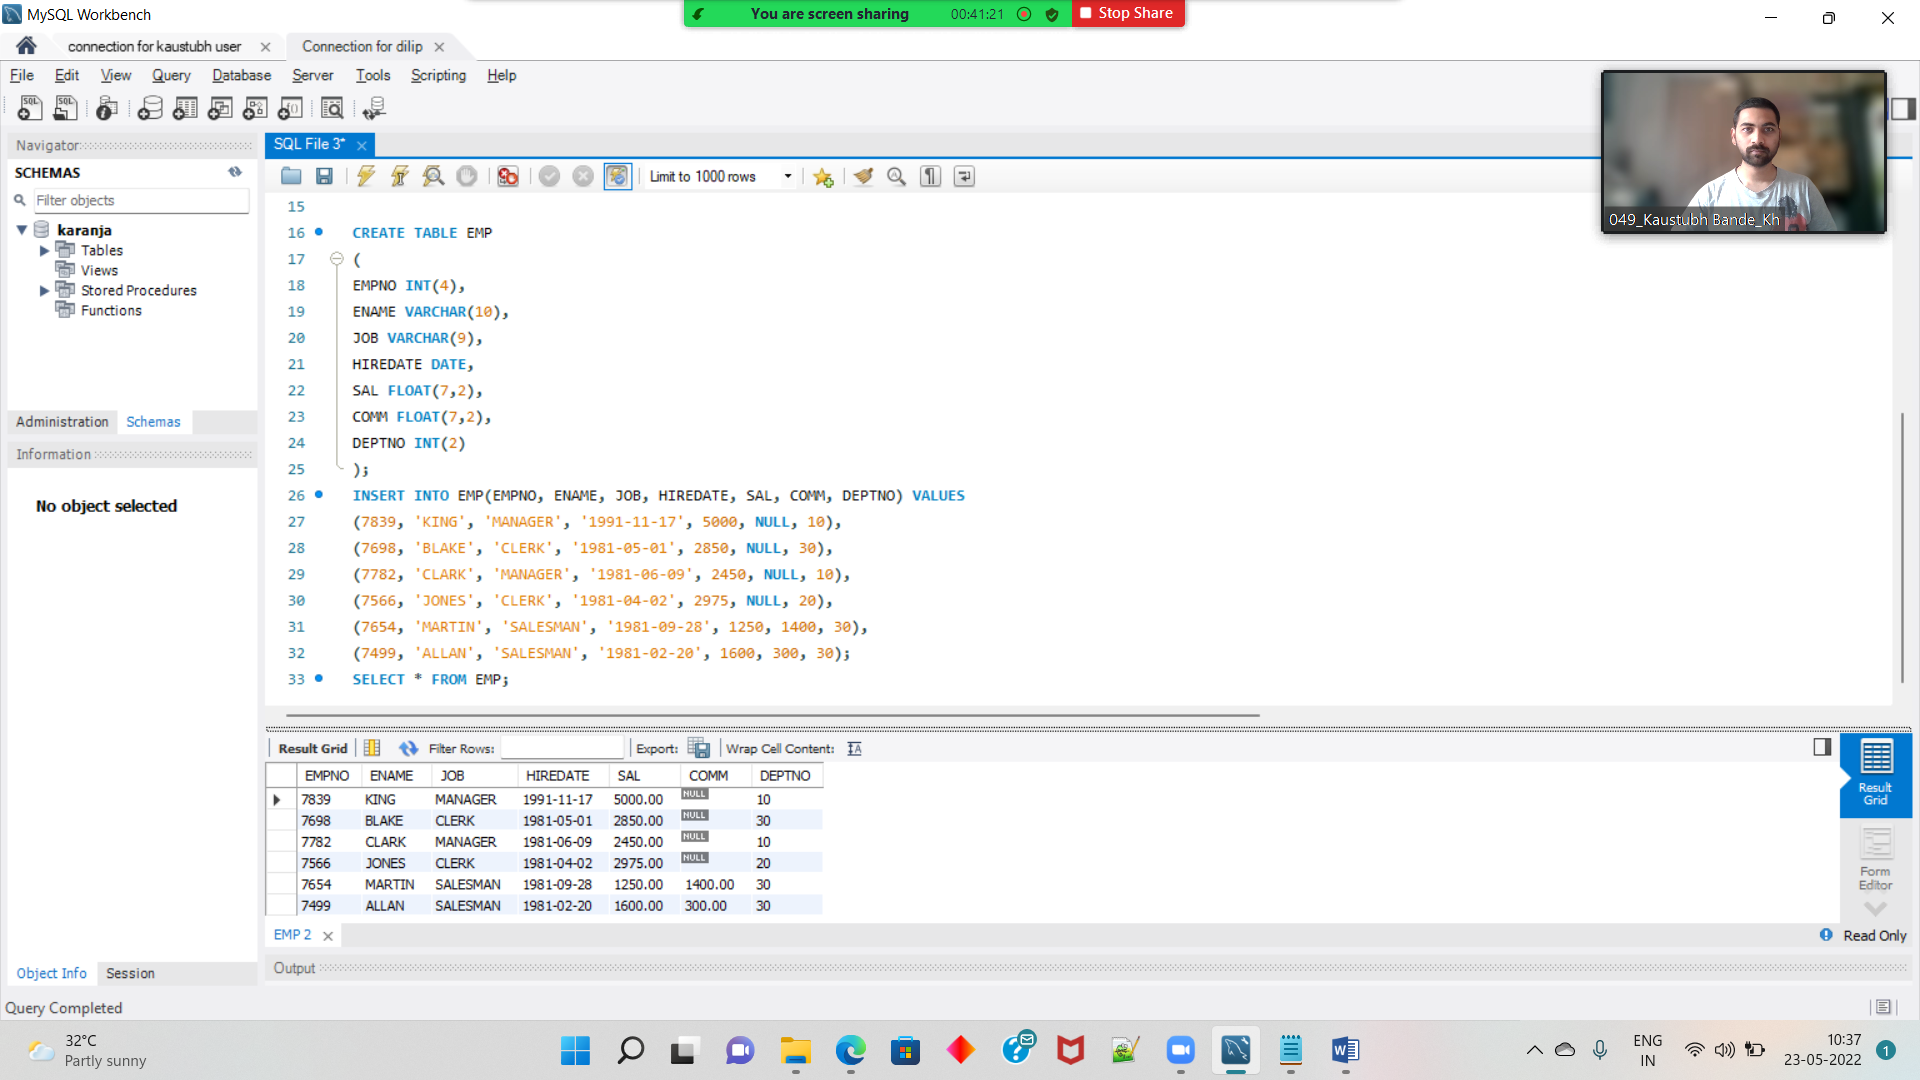 MySQL Workbench
You are screen sharing 00:41:21 Stop Share
connection for kaustubh user
Connection for dilip
File Edit View Query Database Server Tools Scripting Help
Navigator
SCHEMAS
Filter objects
karanja
Tables
Views
Stored Procedures
Functions
Administration Schemas
Information
No object selected
Object Info Session
Query Completed
049_Kaustubh Bande_Kh
SQL File 3*
Limit to 1000 rows
15
16 CREATE TABLE EMP
17 (
18 EMPNO INT(4),
19 ENAME VARCHAR(10),
20 JOB VARCHAR(9),
21 HIREDATE DATE,
22 SAL FLOAT(7,2),
23 COMM FLOAT(7,2),
24 DEPTNO INT(2)
25 );
26 INSERT INTO EMP(EMPNO, ENAME, JOB, HIREDATE, SAL, COMM, DEPTNO) VALUES
27 (7839, 'KING', 'MANAGER', '1991-11-17', 5000, NULL, 10),
28 (7698, 'BLAKE', 'CLERK', '1981-05-01', 2850, NULL, 30),
29 (7782, 'CLARK', 'MANAGER', '1981-06-09', 2450, NULL, 10),
30 (7566, 'JONES', 'CLERK', '1981-04-02', 2975, NULL, 20),
31 (7654, 'MARTIN', 'SALESMAN', '1981-09-28', 1250, 1400, 30),
32 (7499, 'ALLAN', 'SALESMAN', '1981-02-20', 1600, 300, 30);
33 SELECT * FROM EMP;
Result Grid Filter Rows: Export: Wrap Cell Content:
EMPNO ENAME JOB HIREDATE SAL COMM DEPTNO
7839 KING MANAGER 1991-11-17 5000.00 NULL 10
7698 BLAKE CLERK 1981-05-01 2850.00 NULL 30
7782 CLARK MANAGER 1981-06-09 2450.00 NULL 10
7566 JONES CLERK 1981-04-02 2975.00 NULL 20
7654 MARTIN SALESMAN 1981-09-28 1250.00 1400.00 30
7499 ALLAN SALESMAN 1981-02-20 1600.00 300.00 30
Result
Grid
Form
Editor
EMP 2
Read Only
Output
32°C
Partly sunny
ENG
IN
10:37
23-05-2022
1